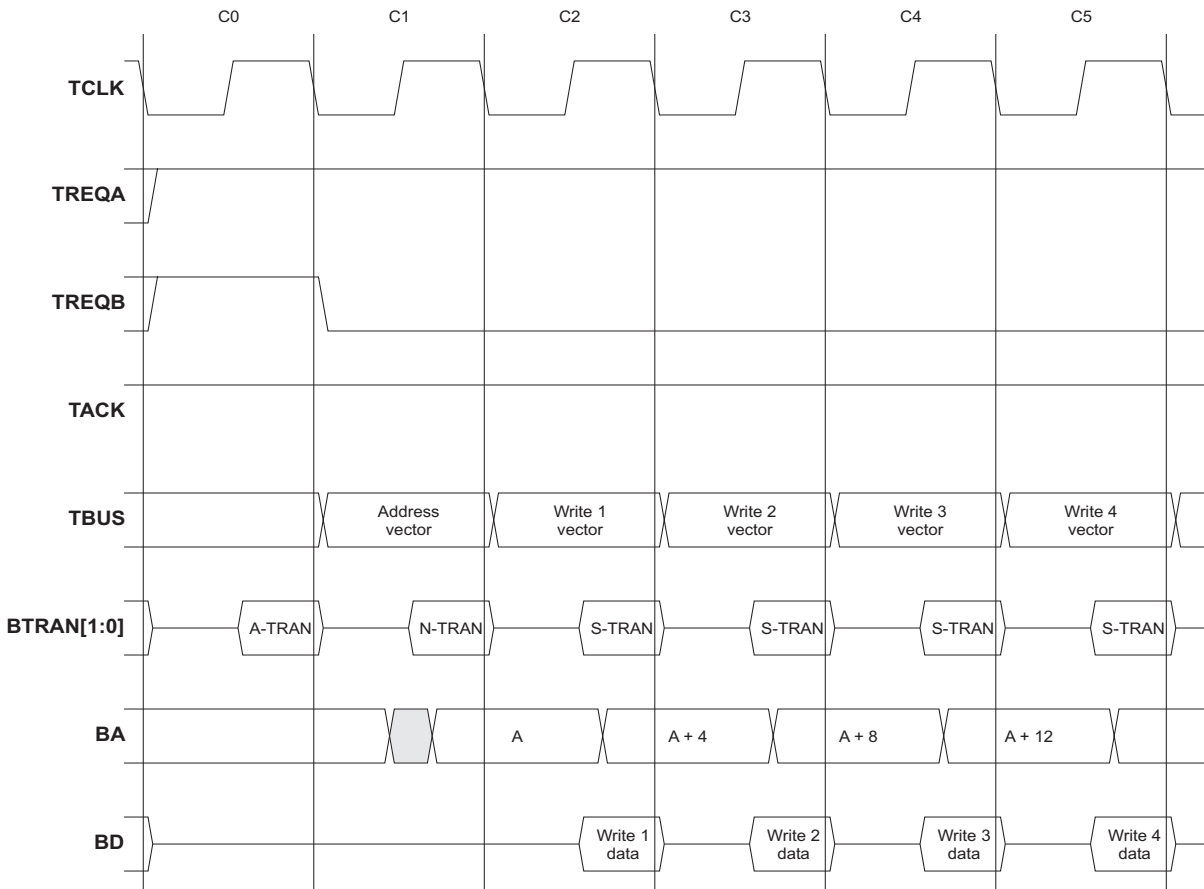 C0 C1 C2 C3 C4 C5
TCLK
TREQA
TREQB
TACK
TBUS
Address
vector
Write 1
vector
Write 2
vector
Write 3
vector
Write 4
vector
BTRAN[1:0]
A-TRAN N-TRAN S-TRAN S-TRAN S-TRAN S-TRAN
BA
A A + 4 A + 8 A + 12
BD
Write 1
data
Write 2
data
Write 3
data
Write 4
data